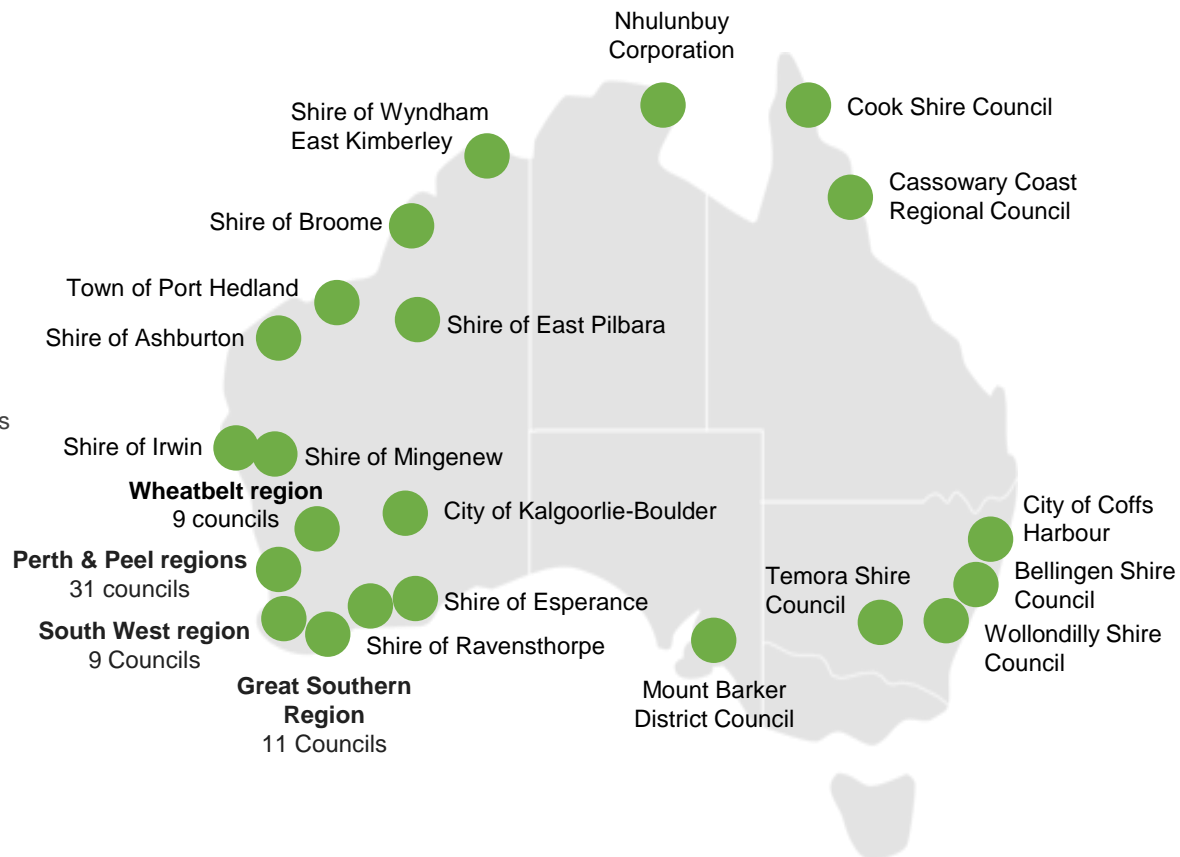 Nhulunbuy
Corporation
Shire of Wyndham
East Kimberley
Cook Shire Council
Cassowary Coast
Regional Council
Shire of Broome
Town of Port Hedland
Shire of East Pilbara
Shire of Ashburton
s
Shire of Irwin
Shire of Mingenew
Wheatbelt region
9 councils
City of Kalgoorlie-Boulder
City of Coffs
Harbour
Perth & Peel regions
31 councils
Temora Shire
Council
Bellingen Shire
Council
Shire of Esperance
South West region
9 Councils
Shire of Ravensthorpe
Wollondilly Shire
Council
Great Southern
Region
11 Councils
Mount Barker
District Council